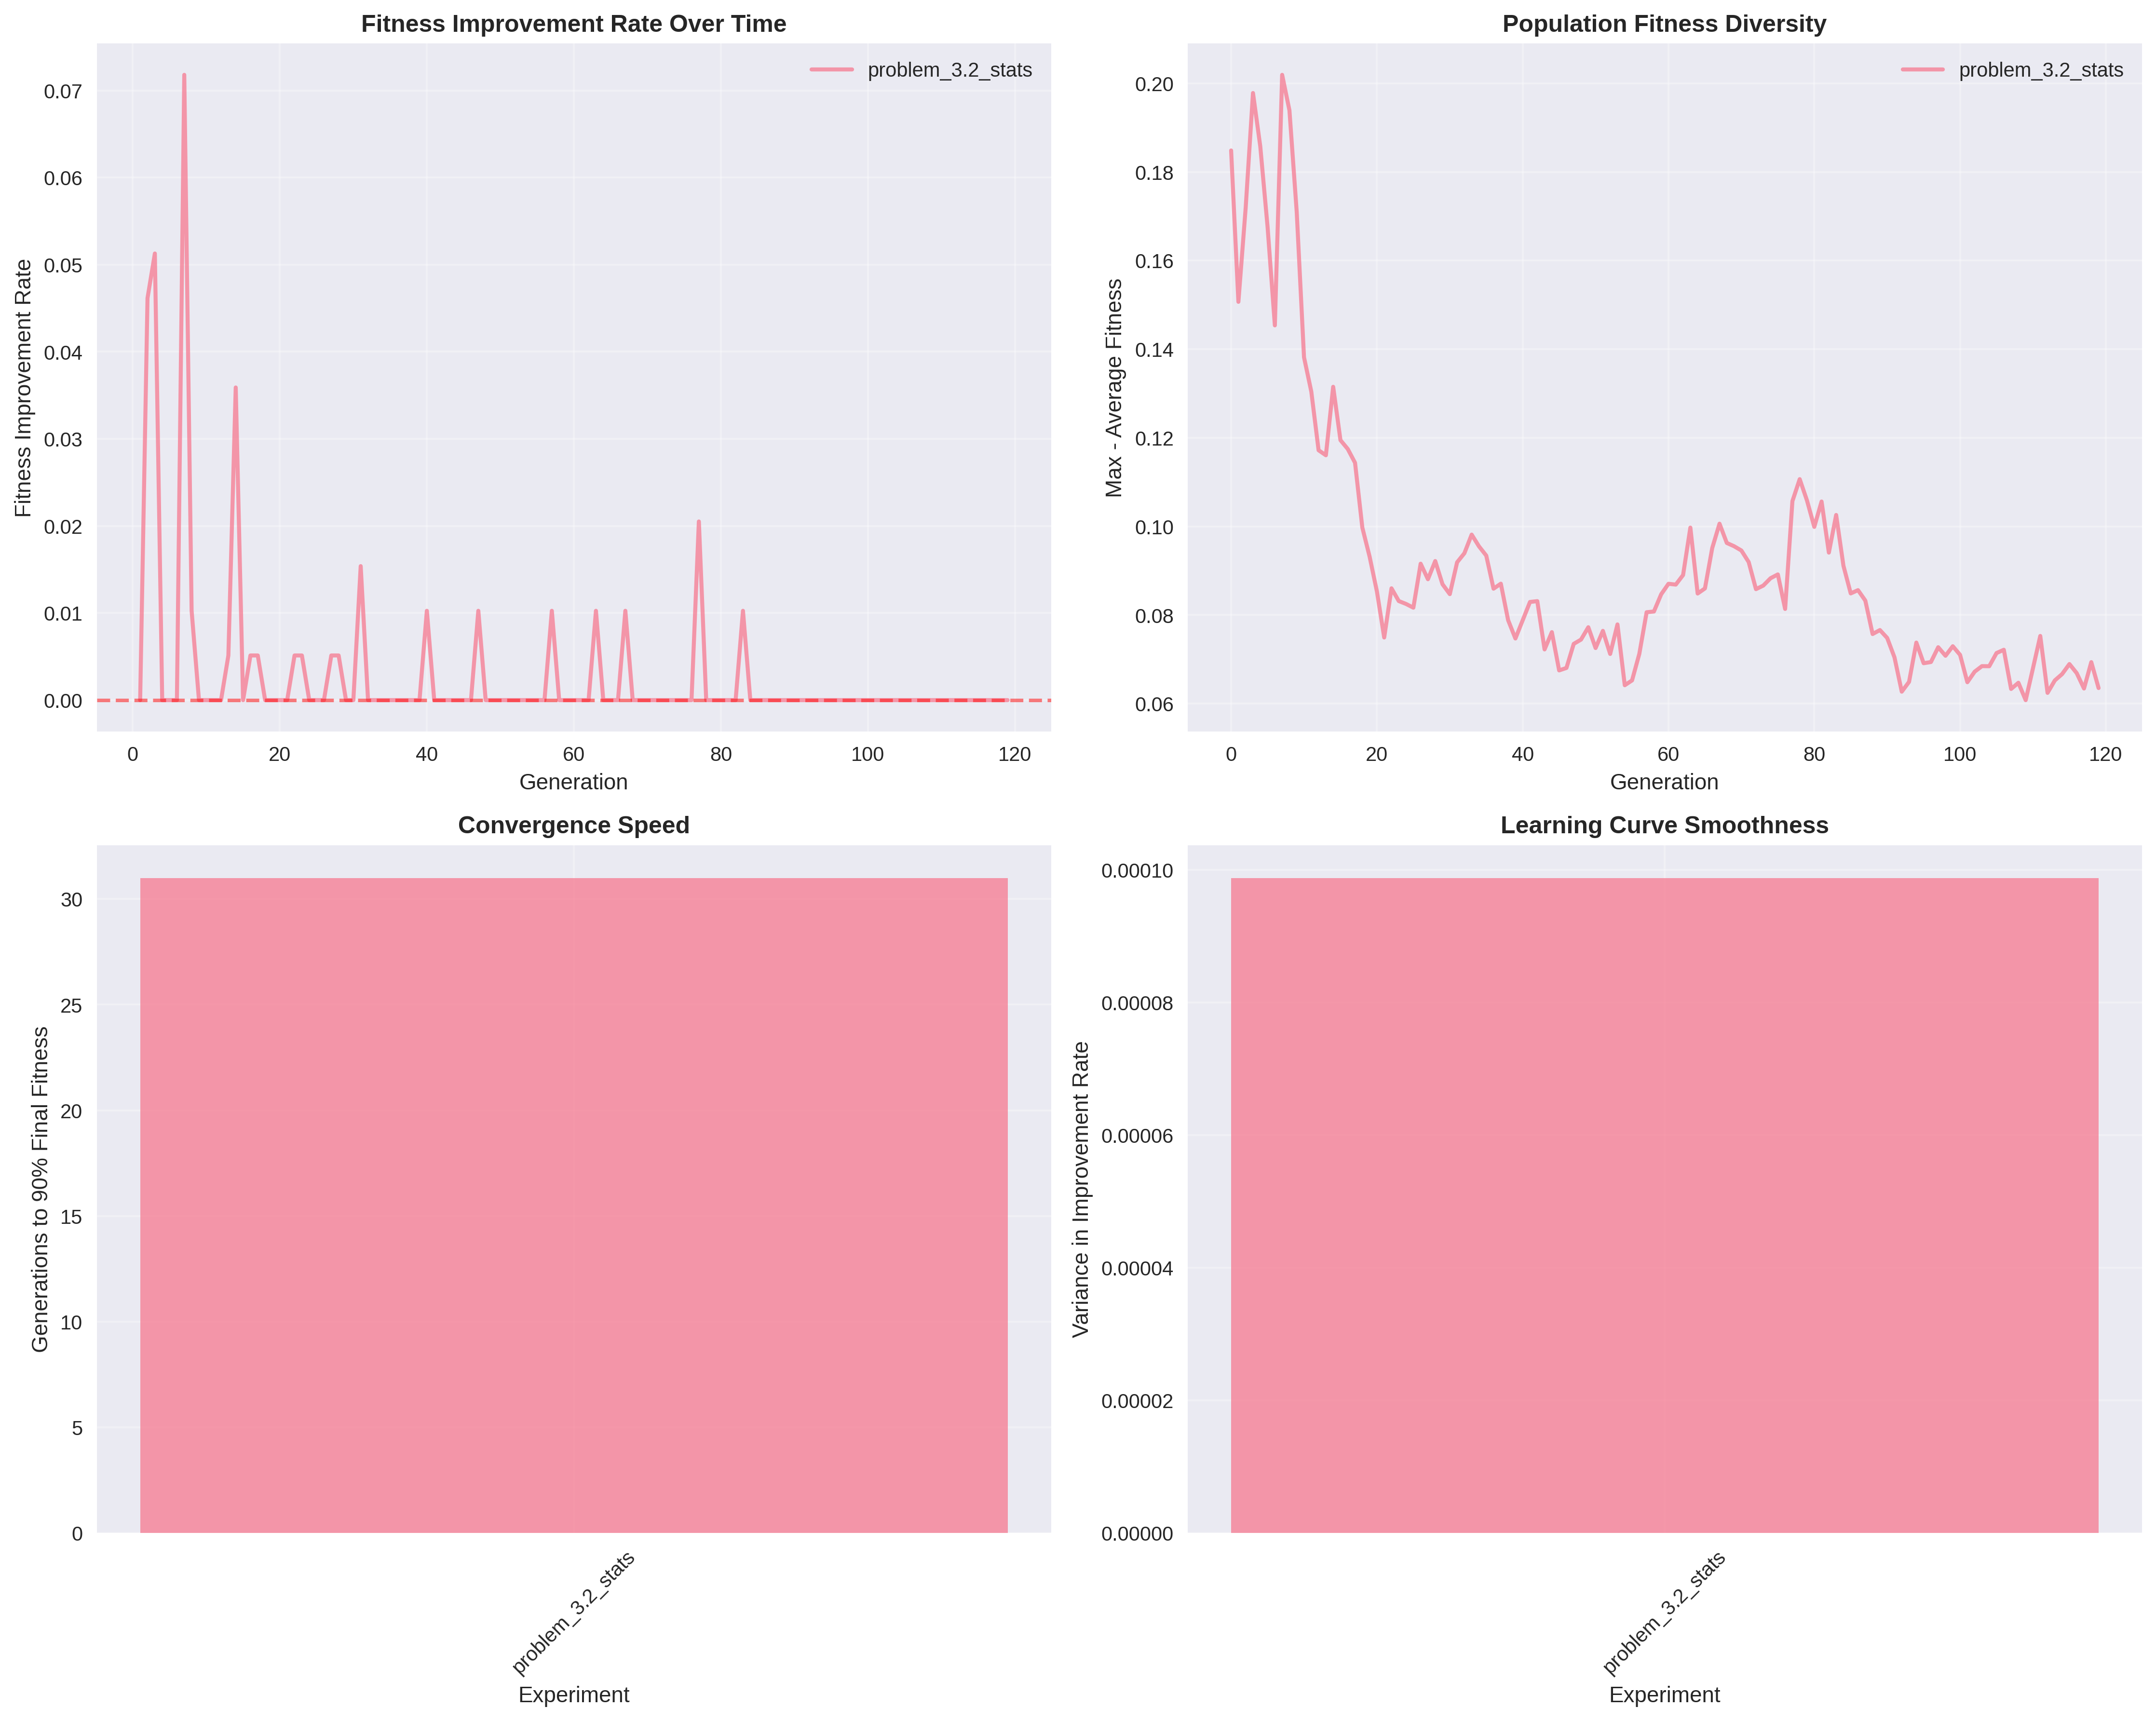 Fitness Improvement Rate Over Time
problem_3.2_stats
Fitness Improvement Rate
0.07
0.06
0.05
0.04
0.03
0.02
0.01
0.00
0 20 40 60 80 100 120
Generation
Population Fitness Diversity
problem_3.2_stats
Max - Average Fitness
0.20
0.18
0.16
0.14
0.12
0.10
0.08
0.06
0 20 40 60 80 100 120
Generation
Convergence Speed
Generations to 90% Final Fitness
30
25
20
15
10
5
0
problem_3.2_stats
Experiment
Learning Curve Smoothness
Variance in Improvement Rate
0.00010
0.00008
0.00006
0.00004
0.00002
0.00000
problem_3.2_stats
Experiment